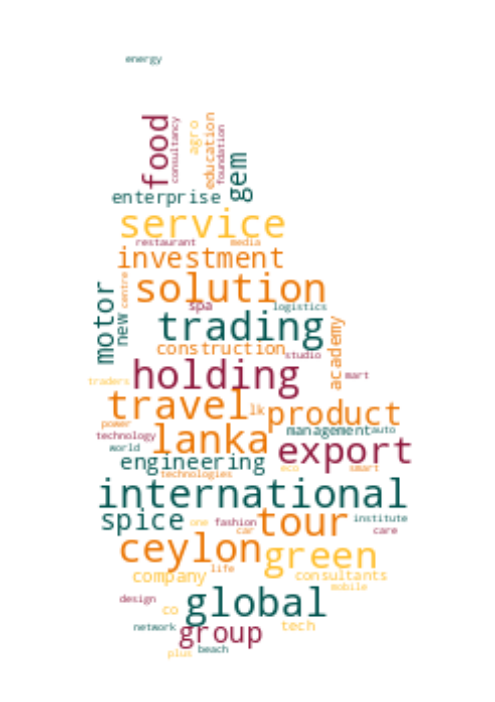 energy
food
consultancy
agro
education
foundation
gem
enterprise
service
restaurant media
investment
motor
new
centre
solution
spa logistics
trading
construction studio
academy
holding mart
traders
travel lk product
power
technology lanka management auto
world export
engineering eco smart
technologies
international
spice one fashion tour institute
car care
ceylon green
life
company consultants
mobile
design co global
network group tech
plus beach